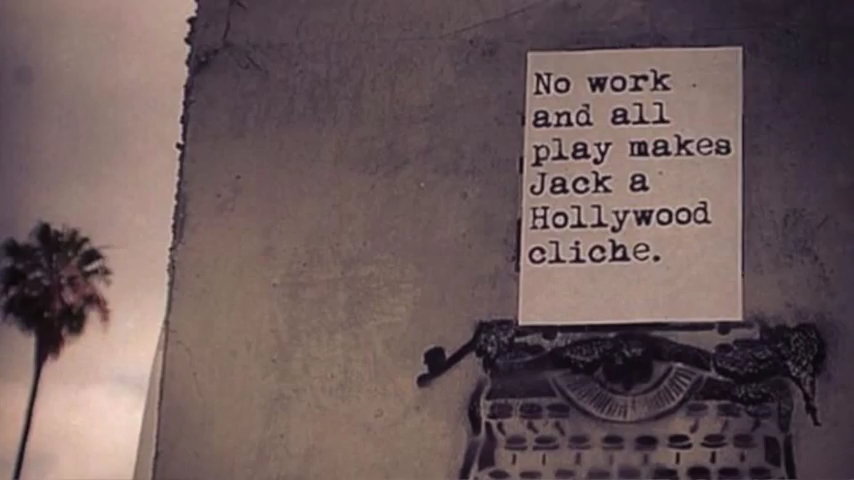 No work
and all
play makes
Jack a
Hollywood
cliche.